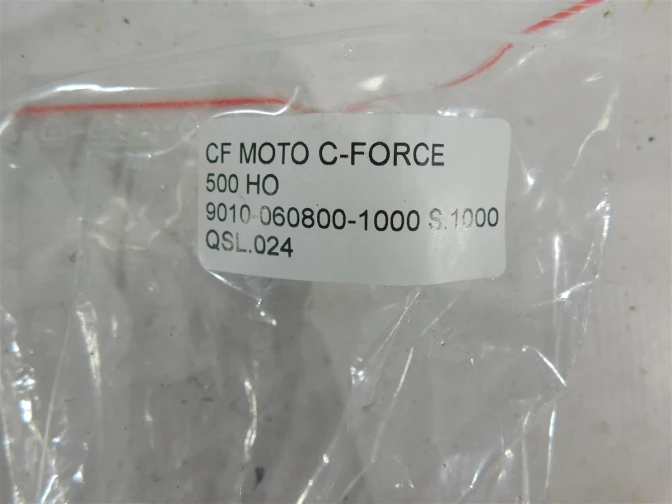 CF MOTO C-FORCE
500 HO
9010-060800-1000 S.1000
QSL.024